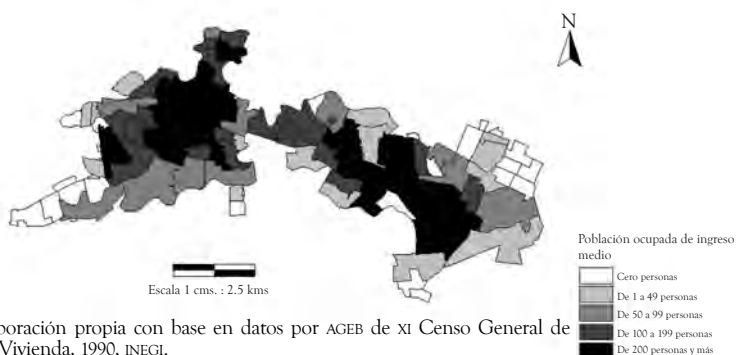 N
Escala 1 cms. : 2.5 kms
Población ocupada de ingreso
medio
Cero personas
De 1 a 49 personas
De 50 a 99 personas
De 100 a 199 personas
De 200 personas y más
boración propia con base en datos por AGEB de XI Censo General de
Vivienda, 1990, INEGI.